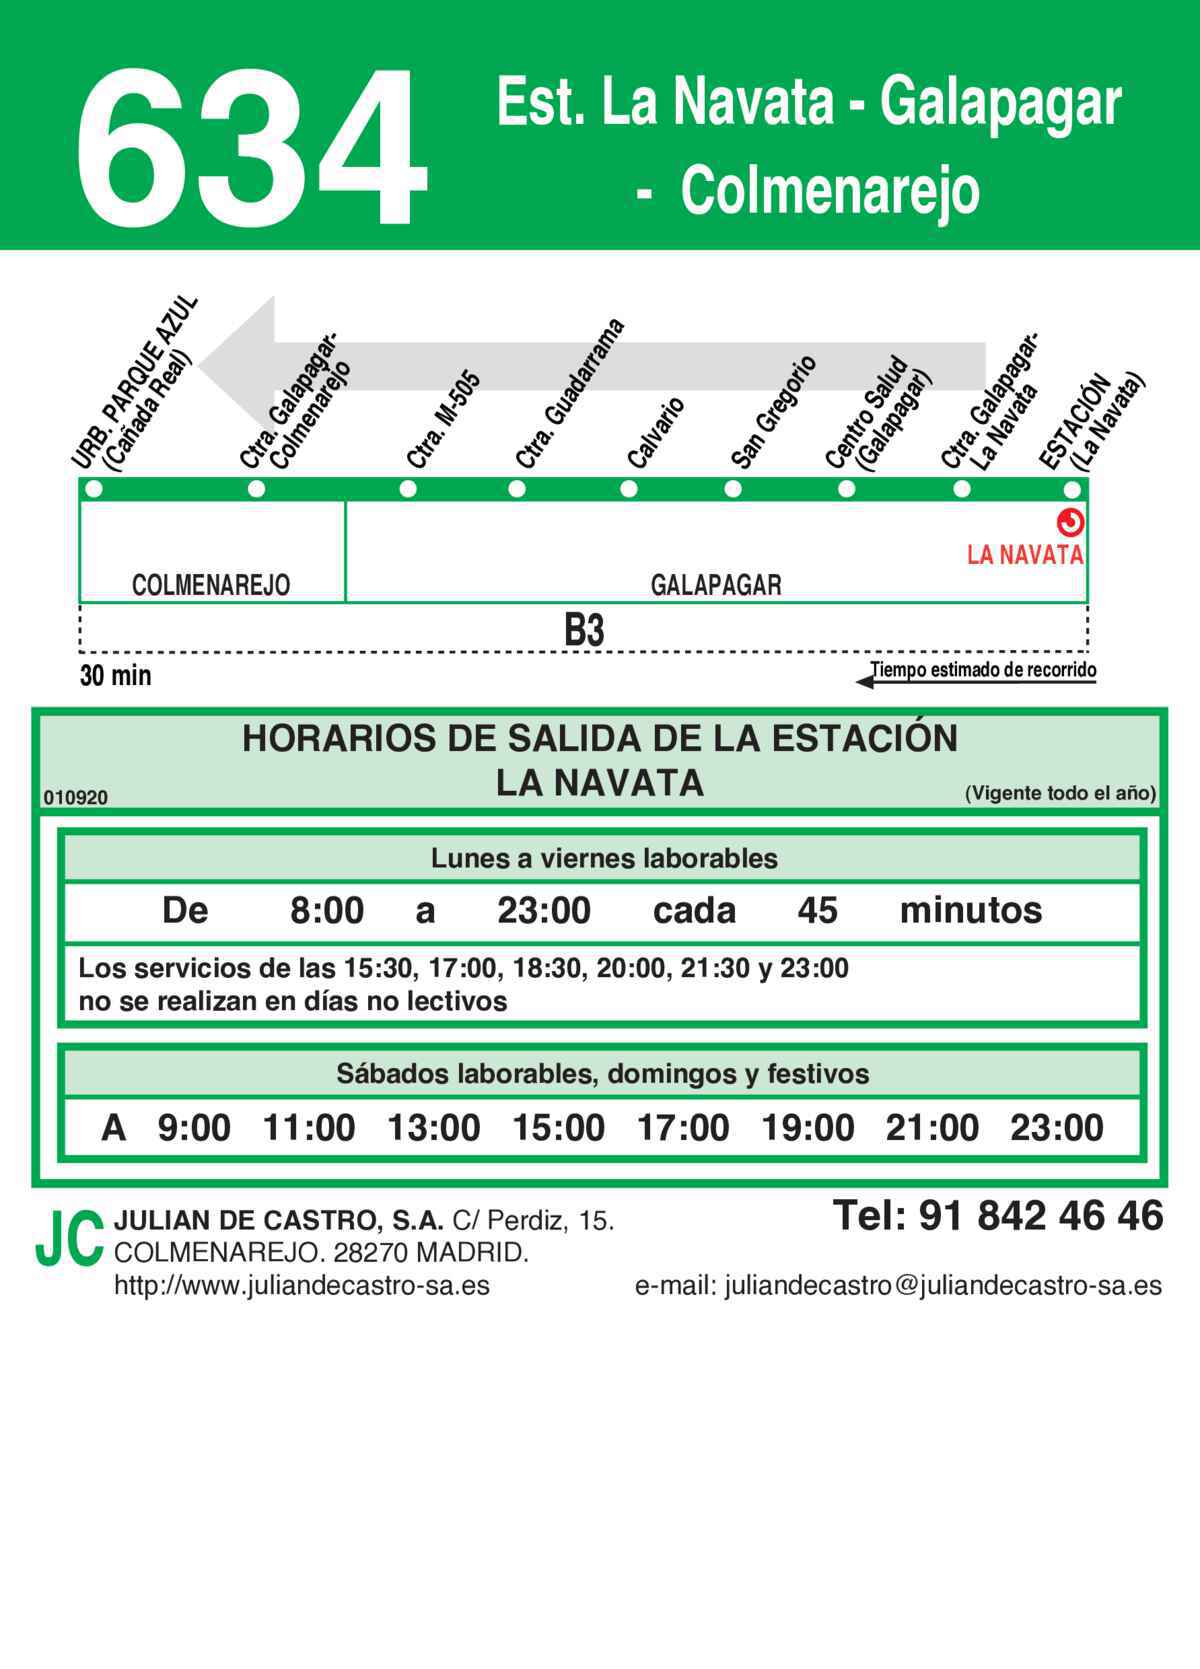 634
Est. La Navata - Galapagar
- Colmenarejo
URB. PARQUE AZUL
(Cañada Real)
Ctra. Galapagar-
Colmenarejo
Ctra. M-505
Ctra. Guadarrama
Calvario
San Gregorio
Centro Salud
(Galapagar)
Ctra. Galapagar-
La Navata
ESTACIÓN
(La Navata)
LA NAVATA
COLMENAREJO
GALAPAGAR
B3
30 min
Tiempo estimado de recorrido
HORARIOS DE SALIDA DE LA ESTACIÓN
LA NAVATA
010920
(Vigente todo el año)
Lunes a viernes laborables
De 8:00 a 23:00 cada 45 minutos
Los servicios de las 15:30, 17:00, 18:30, 20:00, 21:30 y 23:00
no se realizan en días no lectivos
Sábados laborables, domingos y festivos
A 9:00 11:00 13:00 15:00 17:00 19:00 21:00 23:00
JC
JULIAN DE CASTRO, S.A. C/ Perdiz, 15.
Tel: 91 842 46 46
COLMENAREJO. 28270 MADRID.
http://www.juliandecastro-sa.es
e-mail: juliandecastro@juliandecastro-sa.es